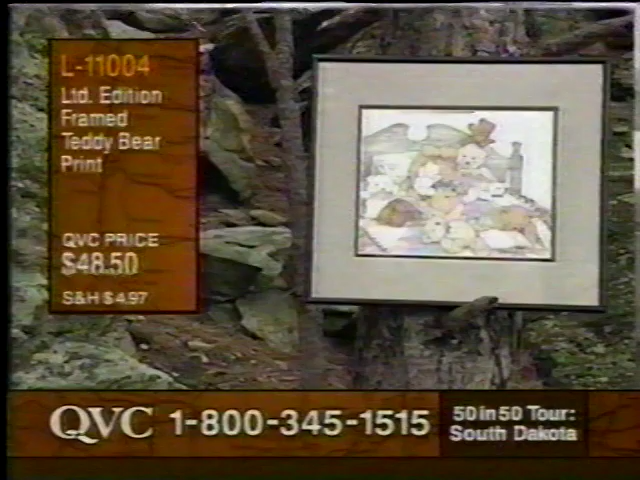 L-11004
Ltd. Edition
Framed
Teddy Bear
Print
QVC PRICE
$48.50
S&H $4.97
QVC 1-800-345-1515
50 in 50 Tour:
South Dakota